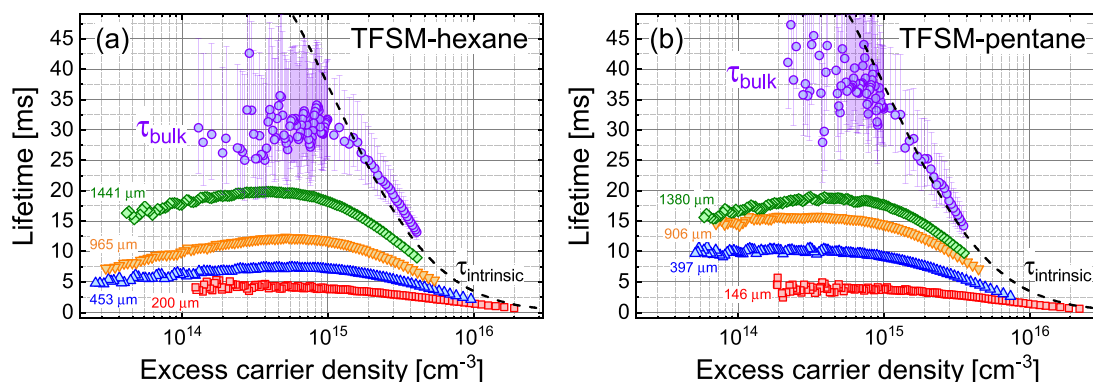 (a)
TFSM-hexane
Lifetime [ms]
45
40
35
30
25
20
15
10
5
0
τbulk
1441 μm
965 μm
453 μm
200 μm
τintrinsic
10^14
10^15
10^16
Excess carrier density [cm^-3]
(b)
TFSM-pentane
Lifetime [ms]
45
40
35
30
25
20
15
10
5
0
τbulk
1380 μm
906 μm
397 μm
146 μm
τintrinsic
10^14
10^15
10^16
Excess carrier density [cm^-3]